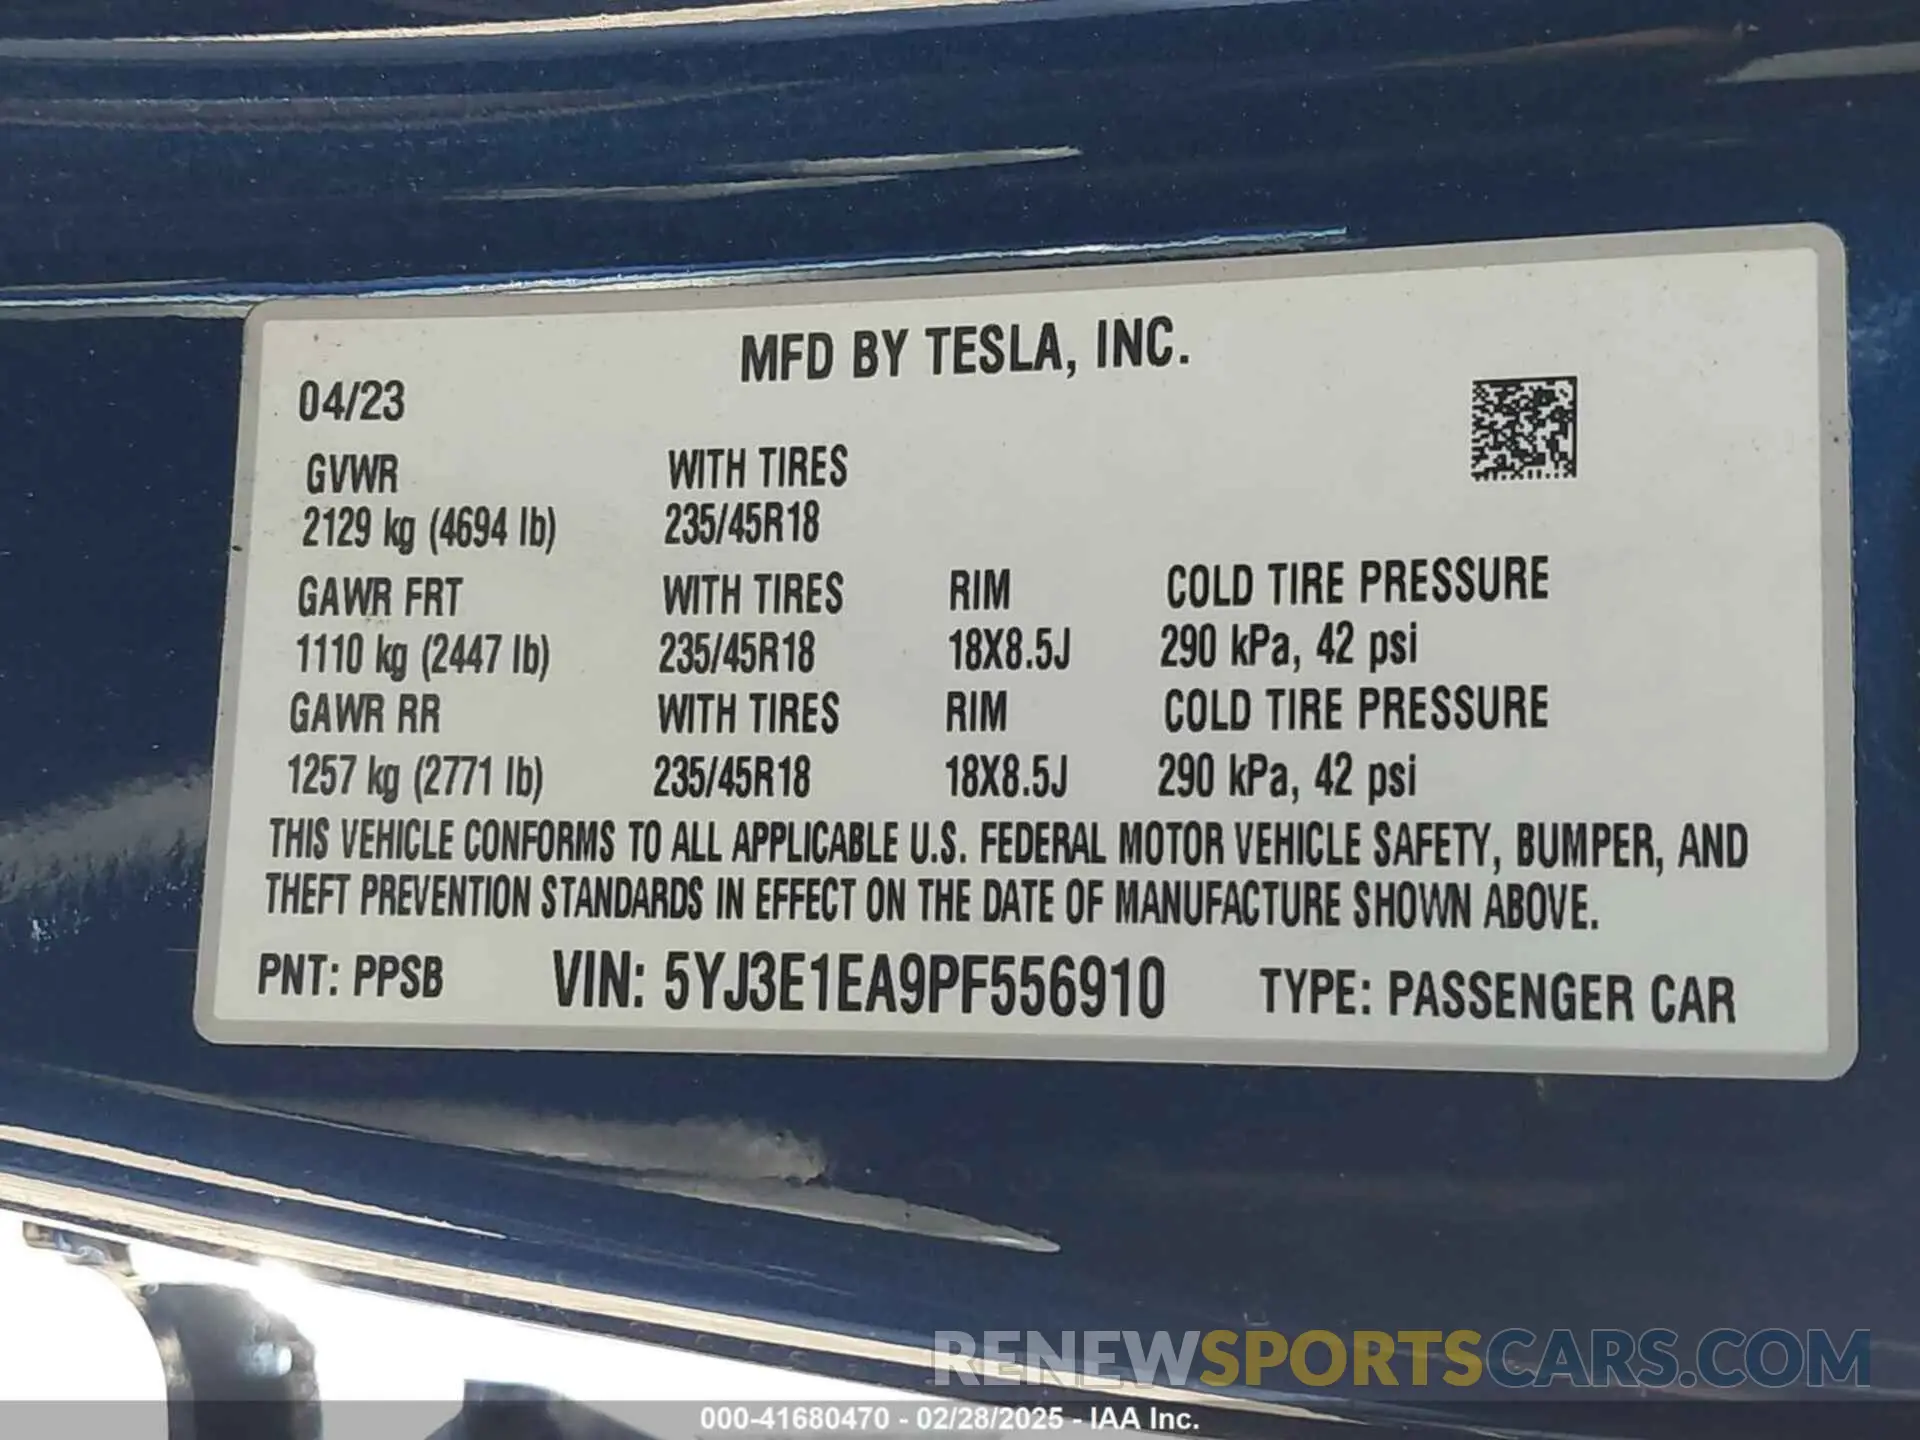 MFD BY TESLA, INC.
04/23
GVWR WITH TIRES
2129 kg (4694 lb) 235/45R18
GAWR FRT WITH TIRES RIM COLD TIRE PRESSURE
1110 kg (2447 lb) 235/45R18 18X8.5J 290 kPa, 42 psi
GAWR RR WITH TIRES RIM COLD TIRE PRESSURE
1257 kg (2771 lb) 235/45R18 18X8.5J 290 kPa, 42 psi
THIS VEHICLE CONFORMS TO ALL APPLICABLE U.S. FEDERAL MOTOR VEHICLE SAFETY, BUMPER, AND
THEFT PREVENTION STANDARDS IN EFFECT ON THE DATE OF MANUFACTURE SHOWN ABOVE.
PNT: PPSB VIN: 5YJ3E1EA9PF556910 TYPE: PASSENGER CAR
RENEWSPORTSCARS.COM
000-41680470 - 02/28/2025 - IAA Inc.